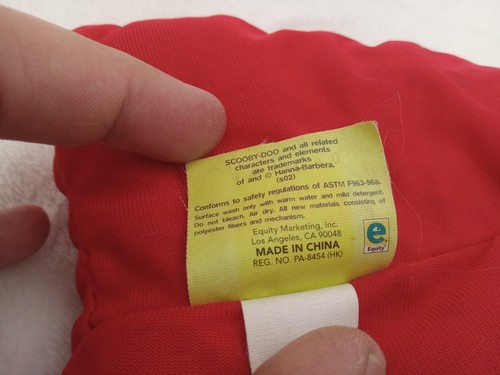 SCOOBY-DOO and all related
characters and elements
are trademarks
of and © Hanna-Barbera.
(s02)
Conforms to safety regulations of ASTM F963-96a.
Surface wash only with warm water and mild detergent.
Do not bleach. Air dry. All new materials consisting of
polyester fibers and mechanism.
Equity Marketing, Inc.
Los Angeles, CA 90048
MADE IN CHINA
REG. NO. PA-8454 (HK)
e
Equity